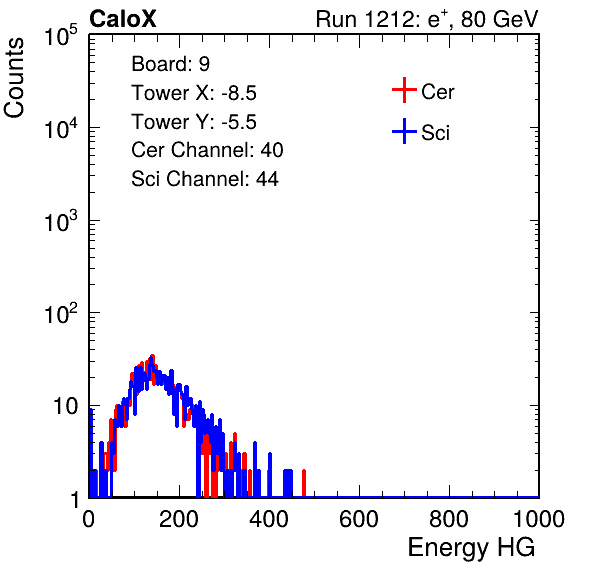 CaloX Run 1212: e⁺, 80 GeV
Counts
10⁵
10⁴
10³
10²
10
1
Board: 9
Tower X: -8.5
Tower Y: -5.5
Cer Channel: 40
Sci Channel: 44
Cer
Sci
0 200 400 600 800 1000
Energy HG